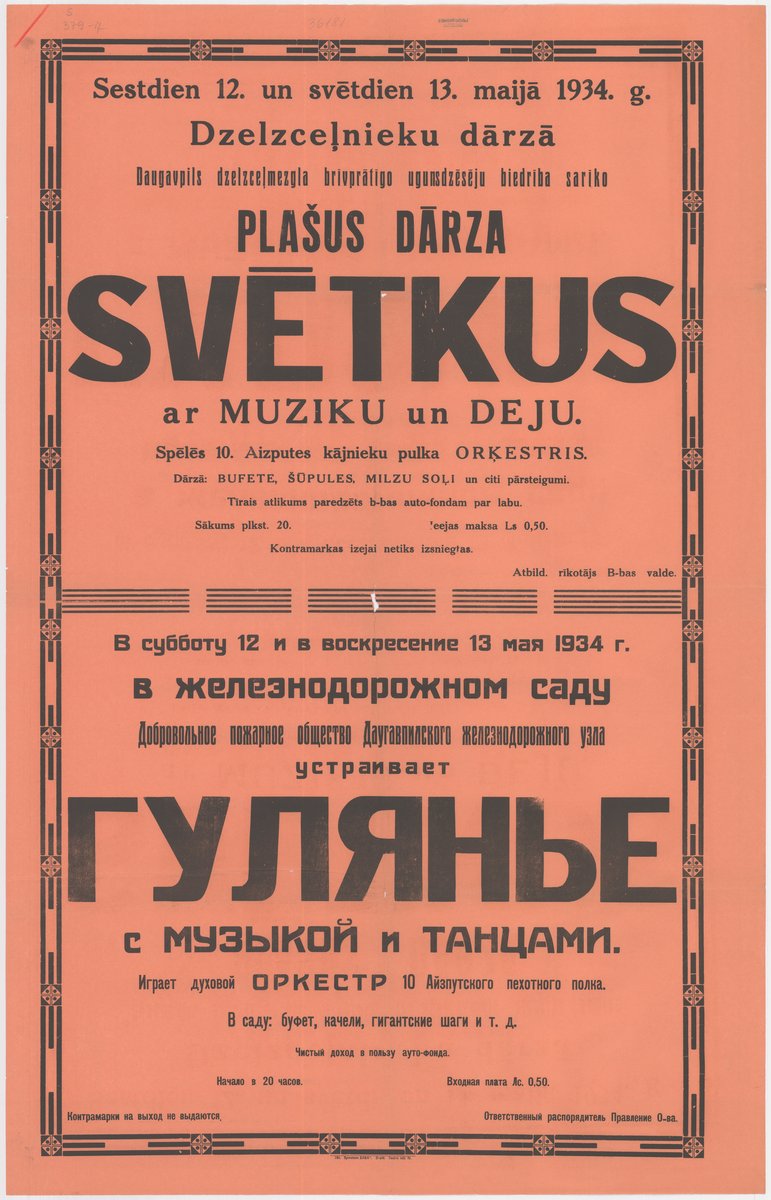 379-4
36181
Sestdien 12. un svētdien 13. maijā 1934. g.
Dzelzceļnieku dārzā
Daugavpils dzelzceļmezgla brīvprātīgo ugunsdzēsēju biedrība sarīko
PLAŠUS DĀRZA
SVĒTKUS
ar MUZIKU un DEJU.
Spēlēs 10. Aizputes kājnieku pulka ORĶESTRIS.
Dārzā: BUFETE, ŠŪPULES, MILZU SOĻI un citi pārsteigumi.
Tīrais atlikums paredzēts b-bas auto-fondam par labu.
Sākums plkst. 20. eejas maksa Ls 0,50.
Kontramarkas izejai netiks izsniegtas.
Atbild. rīkotājs B-bas valde.
В субботу 12 и в воскресение 13 мая 1934 г.
в железнодорожном саду
Добровольное пожарное общество Даугавпилского железнодорожного узла
устраивает
ГУЛЯНЬЕ
с МУЗЫКОЙ и ТАНЦАМИ.
Играет духовой ОРКЕСТР 10 Айзпутского пехотного полка.
В саду: буфет, качели, гигантские шаги и т. д.
Чистый доход в пользу ауто-фонда.
Начало в 20 часов. Входная плата Лс. 0,50.
Контрамарки на выход не выдаются. Ответственный распорядитель Правление О-ва.